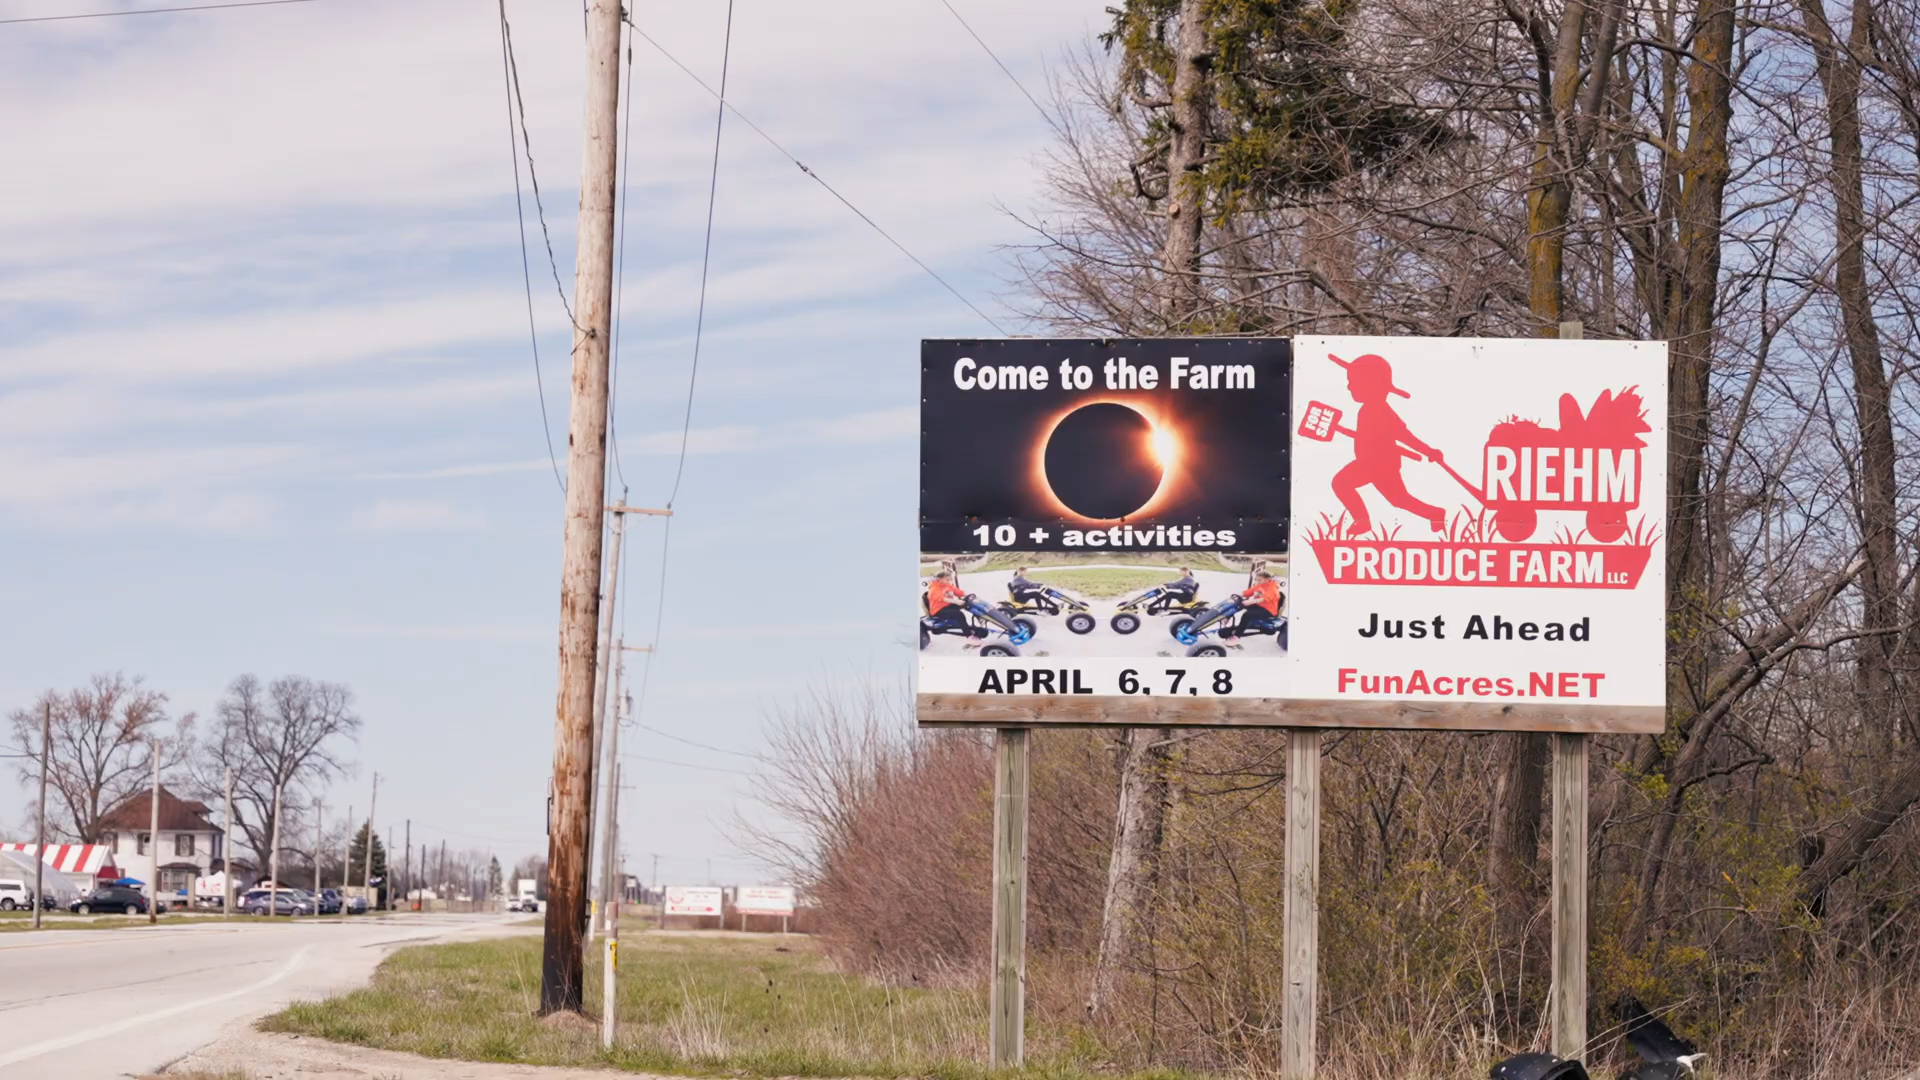 Come to the Farm
10 + activities
APRIL 6, 7, 8
FOR
SALE
RIEHM
PRODUCE FARM LLC
Just Ahead
FunAcres.NET